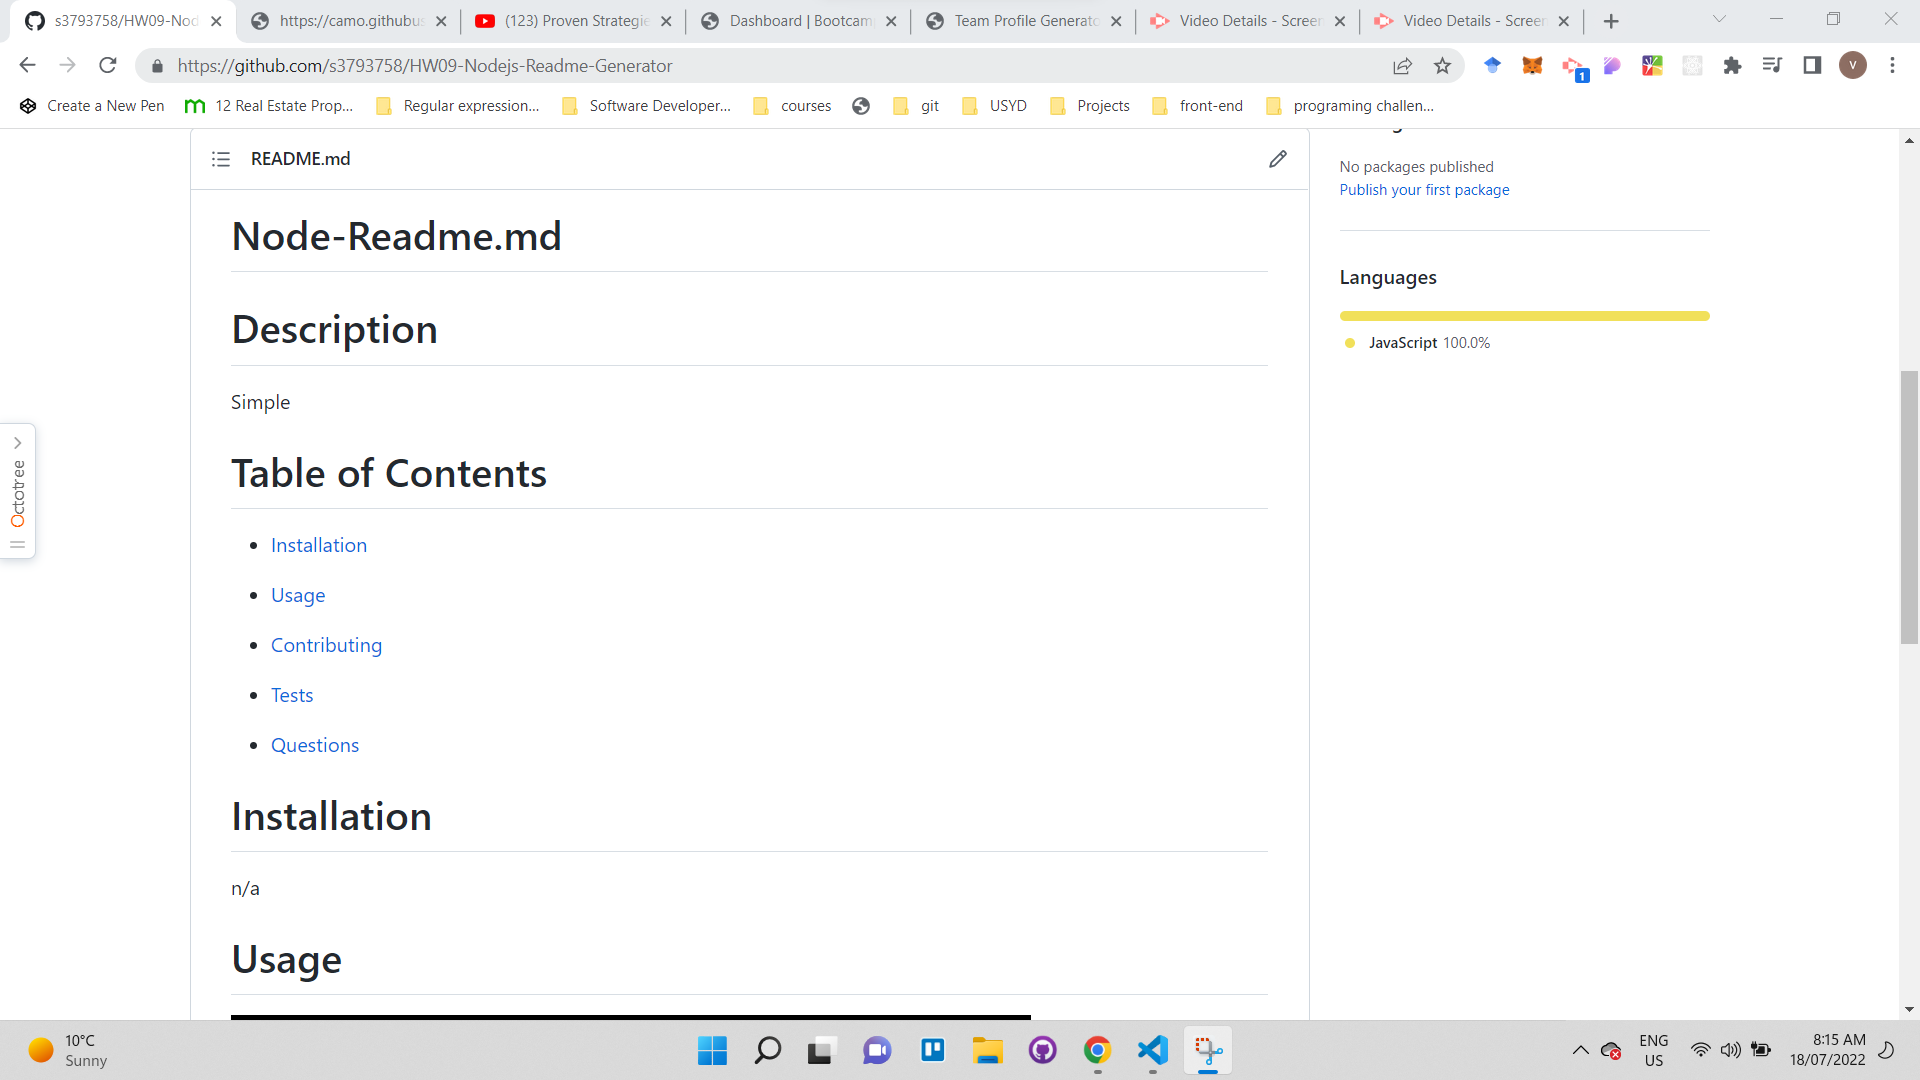 s3793758/HW09-Nod
https://camo.githubus
(123) Proven Strategie
Dashboard | Bootcam
Team Profile Generato
Video Details - Screen
Video Details - Screen
https://github.com/s3793758/HW09-Nodejs-Readme-Generator
1
V
Create a New Pen
12 Real Estate Prop...
Regular expression...
Software Developer...
courses
git
USYD
Projects
front-end
programing challen...
README.md
No packages published
Publish your first package
Node-Readme.md
Languages
JavaScript 100.0%
Description
Simple
Octotree
Table of Contents
Installation
Usage
Contributing
Tests
Questions
Installation
n/a
Usage
10°C
Sunny
ENG
US
8:15 AM
18/07/2022